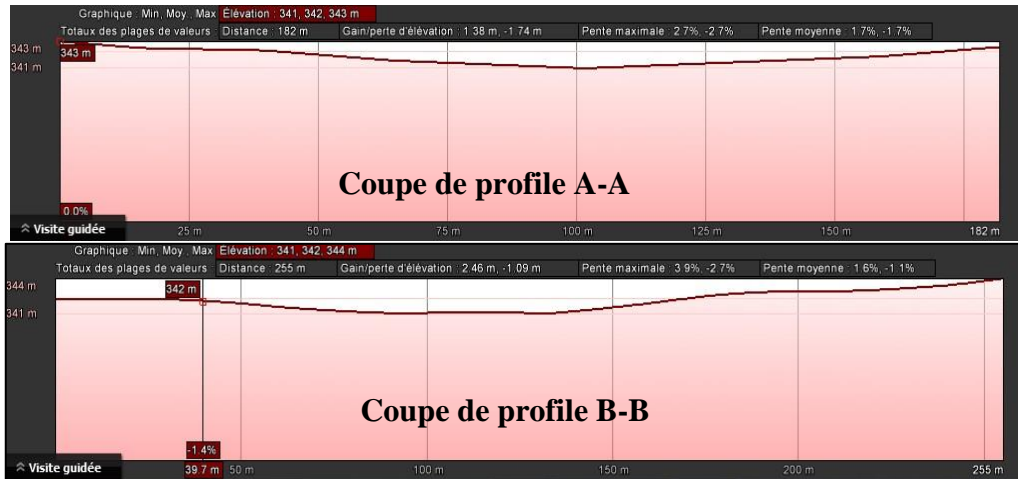 Graphique : Min, Moy., Max Élévation : 341, 342, 343 m
Totaux des plages de valeurs : Distance : 182 m Gain/perte d'élévation : 1.38 m, -1.74 m Pente maximale : 2.7%, -2.7% Pente moyenne : 1.7%, -1.7%
343 m
343 m
341 m
Coupe de profile A-A
0.0%
Visite guidée 25 m 50 m 75 m 100 m 125 m 150 m 182 m
Graphique : Min, Moy., Max Élévation : 341, 342, 344 m
Totaux des plages de valeurs : Distance : 255 m Gain/perte d'élévation : 2.46 m, -1.09 m Pente maximale : 3.9%, -2.7% Pente moyenne : 1.6%, -1.1%
344 m 342 m
341 m
Coupe de profile B-B
-1.4%
Visite guidée 39.7 m 50 m 100 m 150 m 200 m 255 m